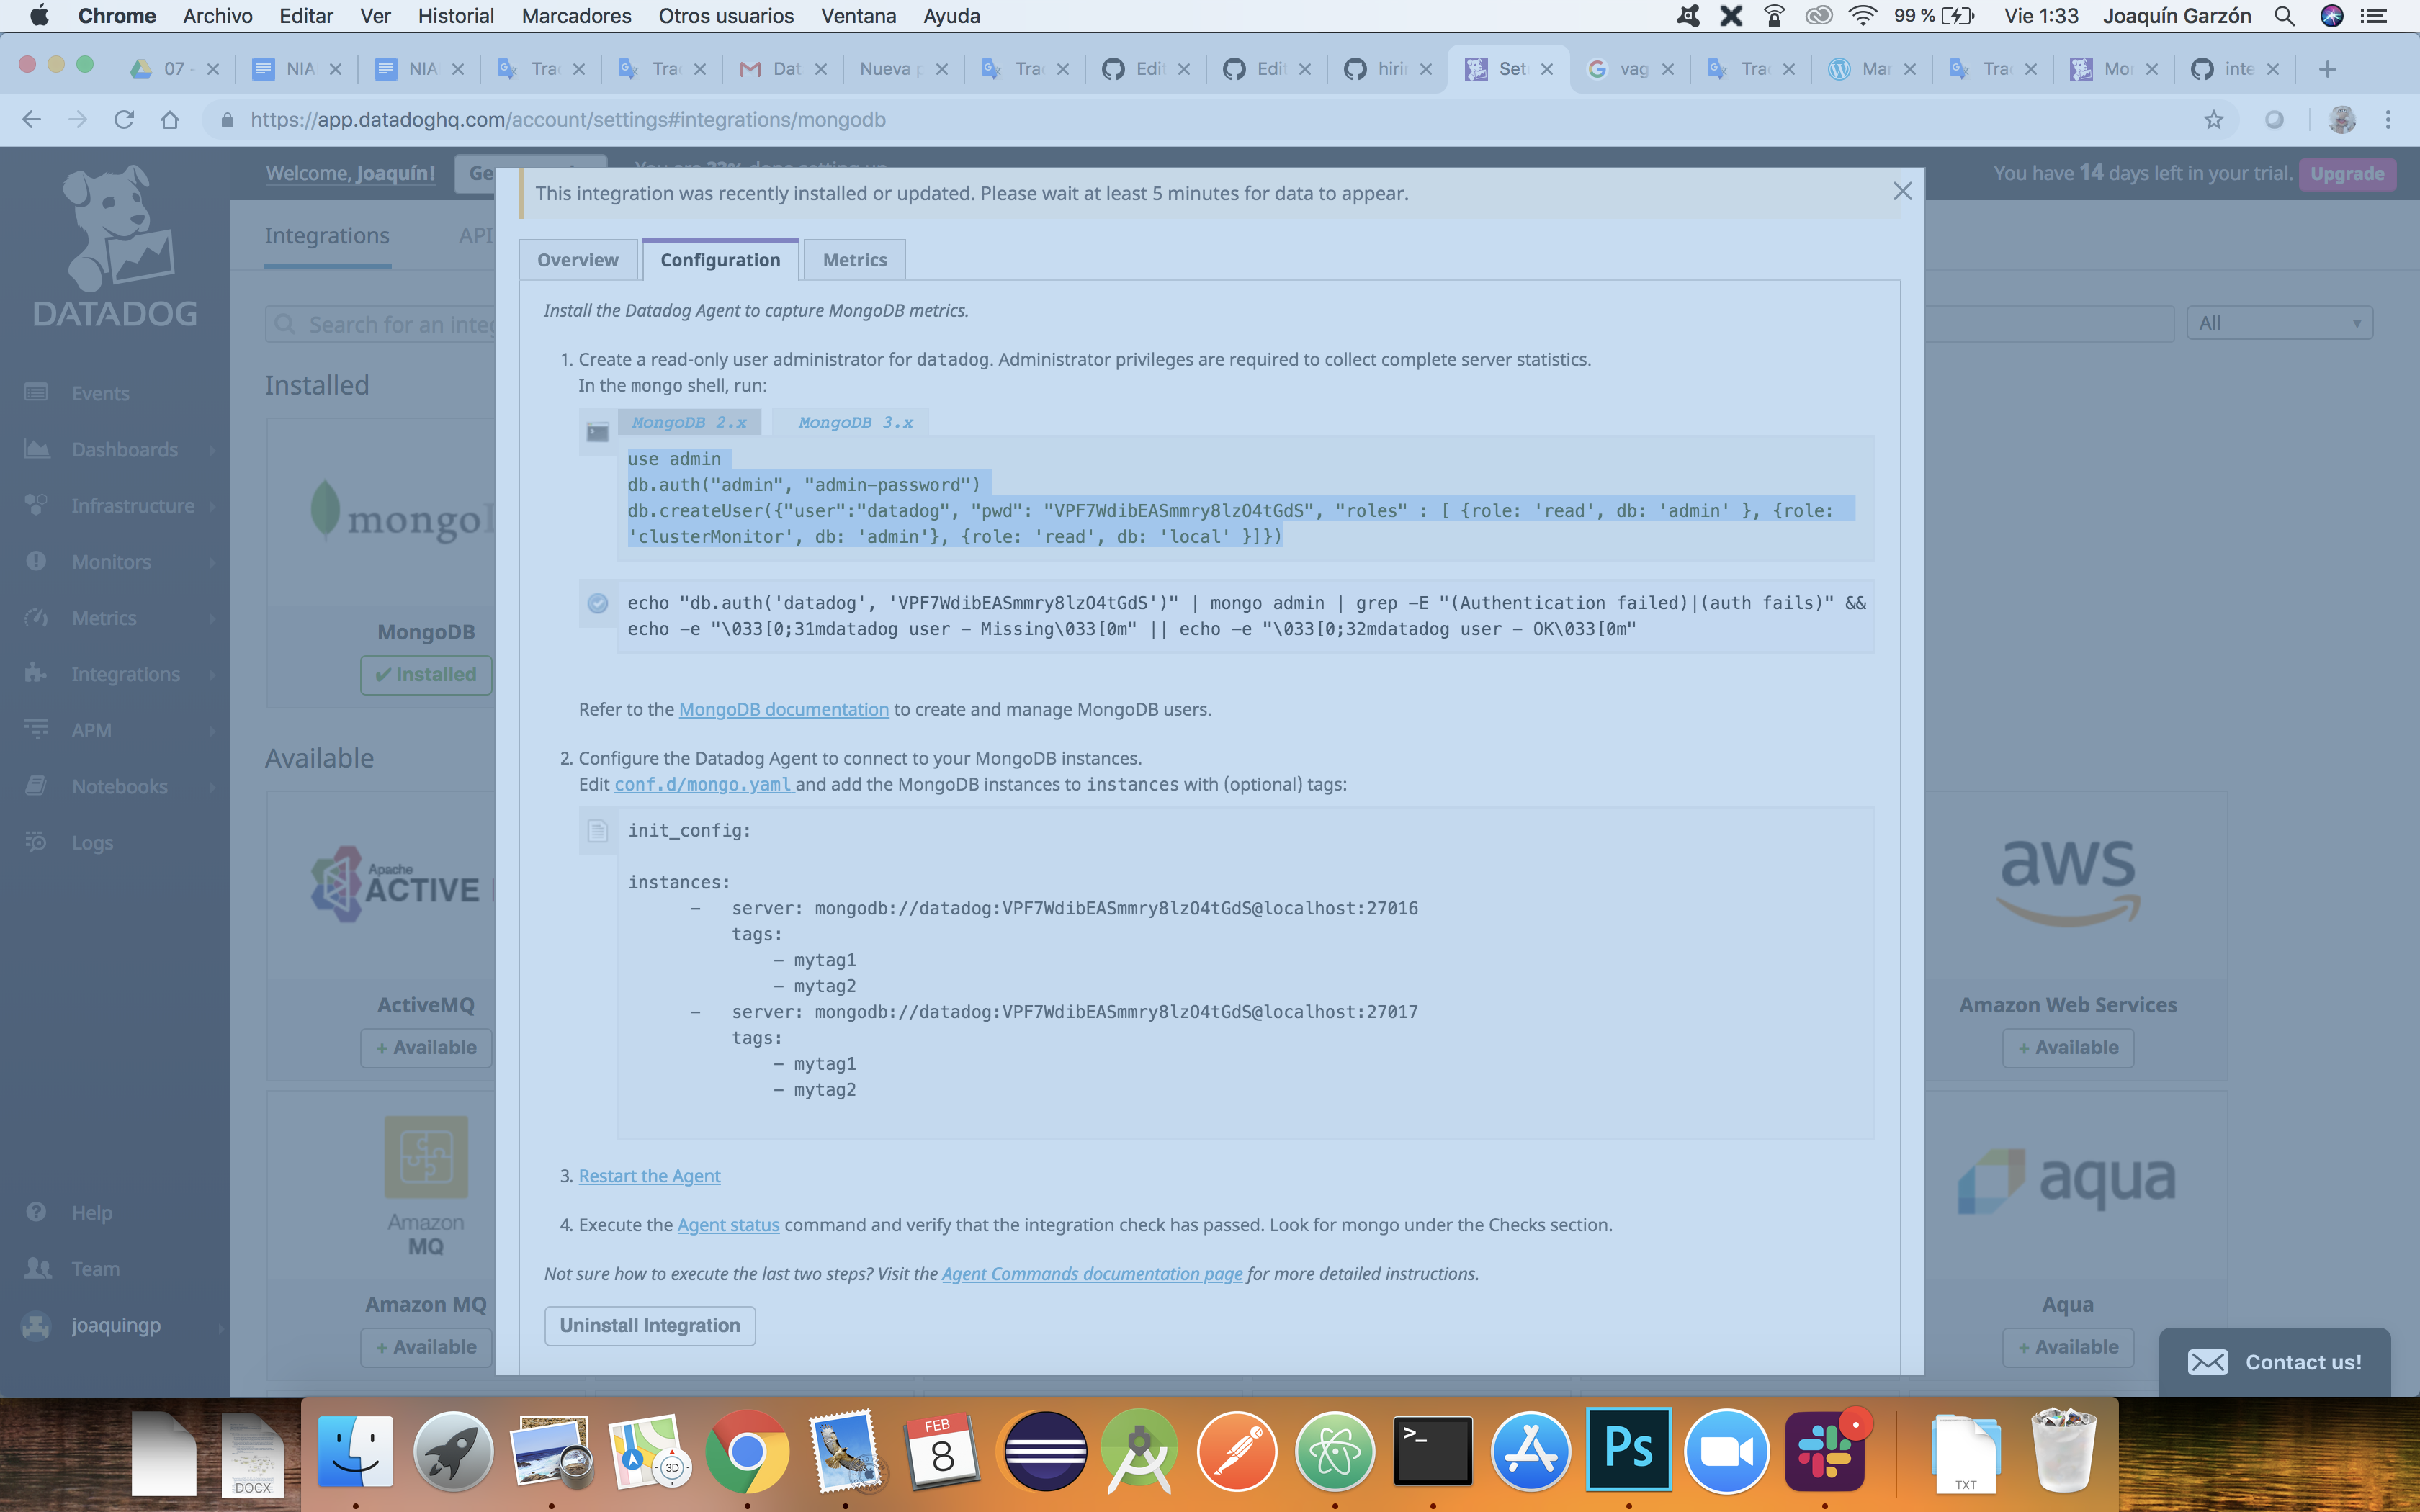 Chrome Archivo Editar Ver Historial Marcadores Otros usuarios Ventana Ayuda 99 % Vie 1:33 Joaquín Garzón
07 - NIA NIA Tra Tra Dat Nueva Tra Edit Edit hiri Set vag Tra Mar Tra Mo inte
https://app.datadoghq.com/account/settings#integrations/mongodb
DATADOG
Events
Dashboards
Infrastructure
Monitors
Metrics
Integrations
APM
Notebooks
Logs
Help
Team
joaquingp
Welcome, Joaquín! Ge
You have 14 days left in your trial. Upgrade
Integrations API
Search for an inte
All
Installed
mongo
MongoDB
✔ Installed
Available
Apache
ACTIVE
ActiveMQ
+ Available
Amazon
MQ
Amazon MQ
+ Available
This integration was recently installed or updated. Please wait at least 5 minutes for data to appear.
Overview Configuration Metrics
Install the Datadog Agent to capture MongoDB metrics.
1. Create a read-only user administrator for datadog. Administrator privileges are required to collect complete server statistics.
In the mongo shell, run:
MongoDB 2.x MongoDB 3.x
use admin
db.auth("admin", "admin-password")
db.createUser({"user":"datadog", "pwd": "VPF7WdibEASmmry8lzO4tGdS", "roles" : [ {role: 'read', db: 'admin' }, {role:
'clusterMonitor', db: 'admin'}, {role: 'read', db: 'local' }]})
echo "db.auth('datadog', 'VPF7WdibEASmmry8lzO4tGdS')" | mongo admin | grep -E "(Authentication failed)|(auth fails)" &&
echo -e "\033[0;31mdatadog user - Missing\033[0m" || echo -e "\033[0;32mdatadog user - OK\033[0m"
Refer to the MongoDB documentation to create and manage MongoDB users.
2. Configure the Datadog Agent to connect to your MongoDB instances.
Edit conf.d/mongo.yaml and add the MongoDB instances to instances with (optional) tags:
init_config:
instances:
- server: mongodb://datadog:VPF7WdibEASmmry8lzO4tGdS@localhost:27016
tags:
- mytag1
- mytag2
- server: mongodb://datadog:VPF7WdibEASmmry8lzO4tGdS@localhost:27017
tags:
- mytag1
- mytag2
3. Restart the Agent
4. Execute the Agent status command and verify that the integration check has passed. Look for mongo under the Checks section.
Not sure how to execute the last two steps? Visit the Agent Commands documentation page for more detailed instructions.
Uninstall Integration
aws
Amazon Web Services
+ Available
aqua
Aqua
+ Available
Contact us!
DOCX
3D
FEB
8
>_
Ps
TXT